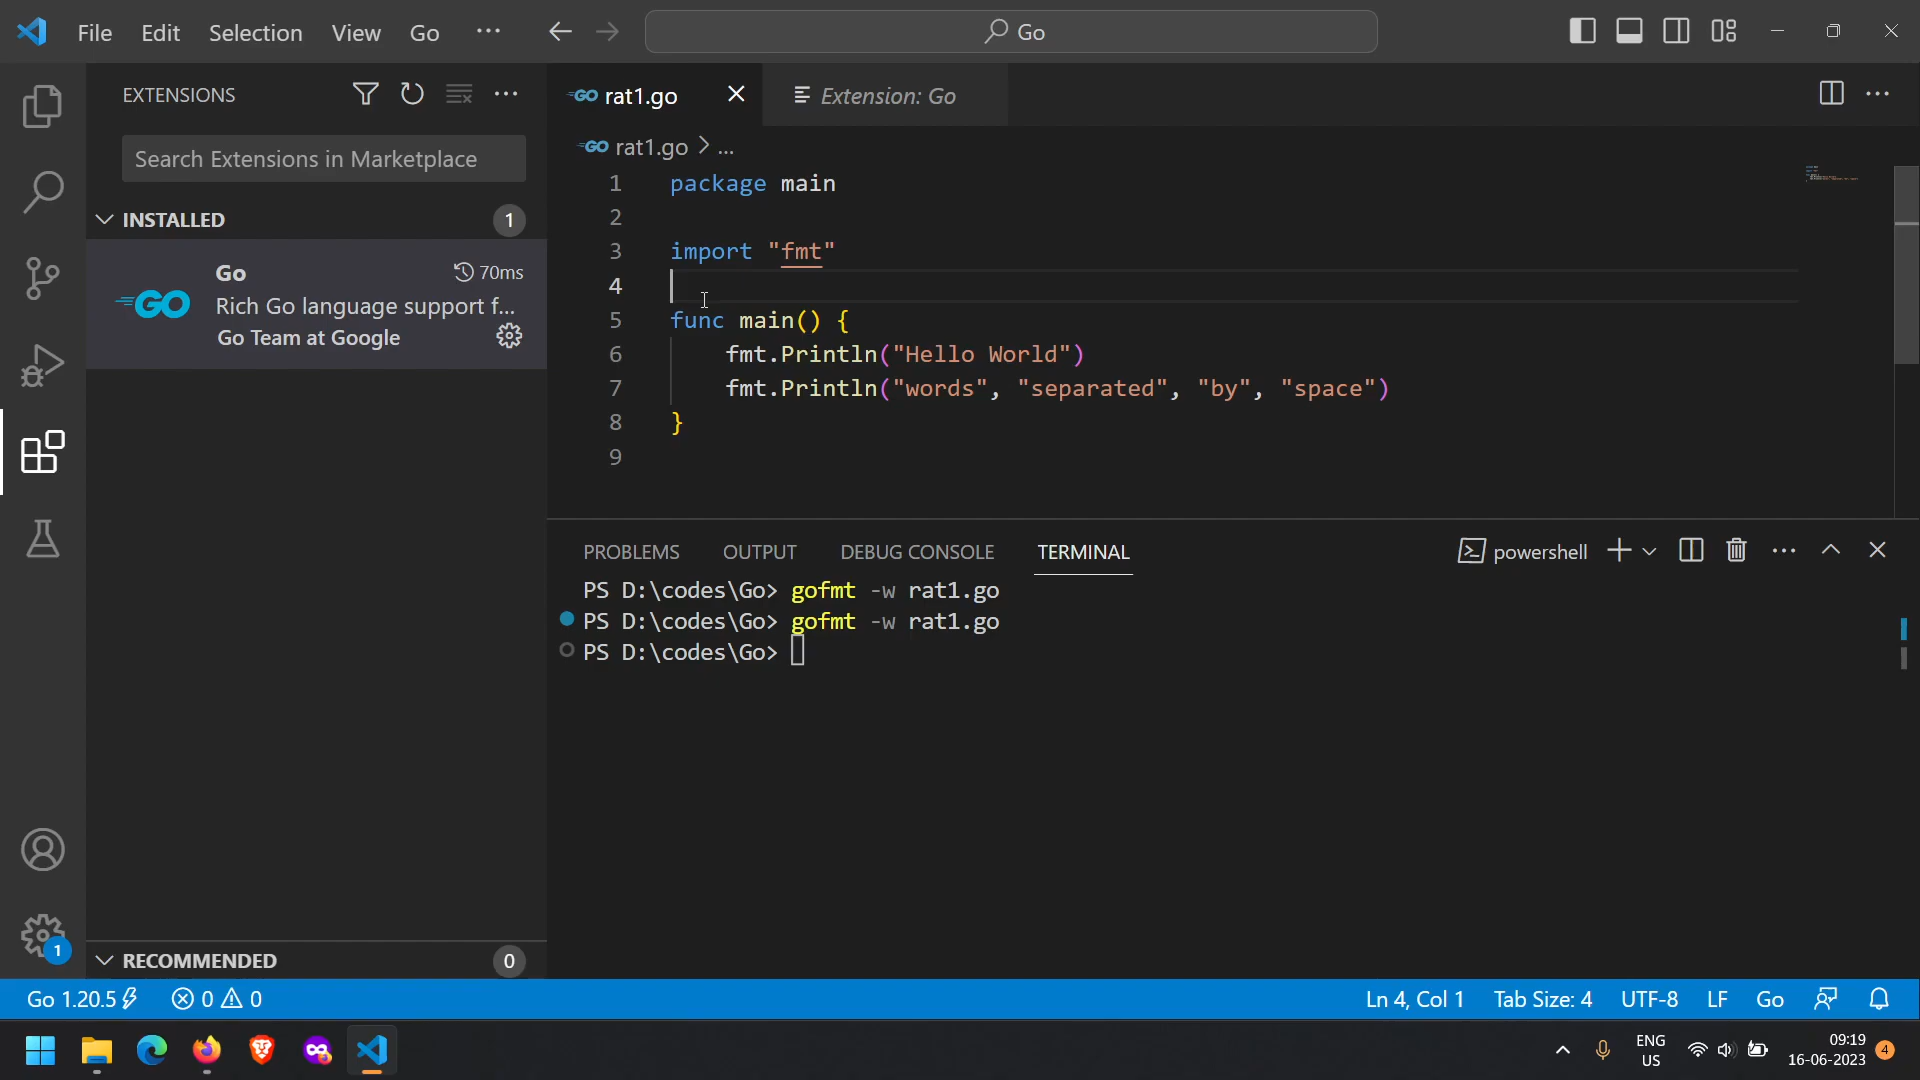 File Edit Selection View Go ···
Go
EXTENSIONS
Search Extensions in Marketplace
INSTALLED 1
GO
Go 70ms
Rich Go language support f...
Go Team at Google
RECOMMENDED 0
1
GO rat1.go
Extension: Go
GO rat1.go > ...
1 package main
2
3 import "fmt"
4
5 func main() {
6 fmt.Println("Hello World")
7 fmt.Println("words", "separated", "by", "space")
8 }
9
PROBLEMS OUTPUT DEBUG CONSOLE TERMINAL powershell
PS D:\codes\Go> gofmt -w rat1.go
PS D:\codes\Go> gofmt -w rat1.go
PS D:\codes\Go>
Go 1.20.5 0 0 Ln 4, Col 1 Tab Size: 4 UTF-8 LF Go
ENG
US
09:19
16-06-2023
4